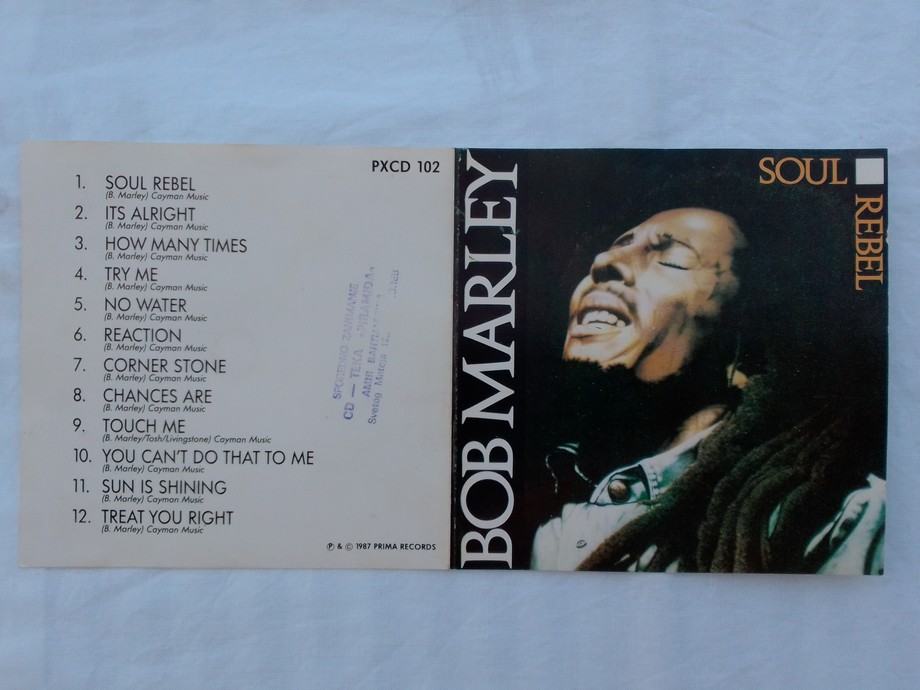 PXCD 102
1. SOUL REBEL
(B. Marley) Cayman Music
2. ITS ALRIGHT
(B. Marley) Cayman Music
3. HOW MANY TIMES
(B. Marley) Cayman Music
4. TRY ME
(B. Marley) Cayman Music
5. NO WATER
(B. Marley) Cayman Music
6. REACTION
(B. Marley) Cayman Music
7. CORNER STONE
(B. Marley) Cayman Music
8. CHANCES ARE
(B. Marley) Cayman Music
9. TOUCH ME
(B. Marley/Tosh/Livingstone) Cayman Music
10. YOU CAN'T DO THAT TO ME
(B. Marley) Cayman Music
11. SUN IS SHINING
(B. Marley) Cayman Music
12. TREAT YOU RIGHT
(B. Marley) Cayman Music
℗ & © 1987 PRIMA RECORDS
CD — TEKA
Svetog
BOB MARLEY
SOUL
REBEL